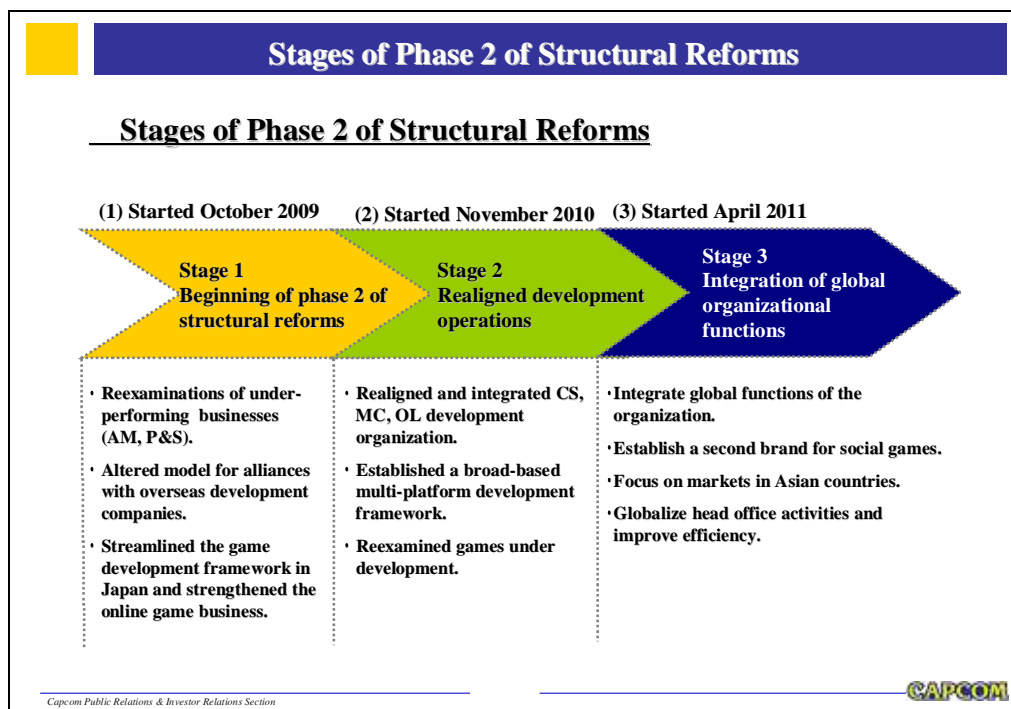 Stages of Phase 2 of Structural Reforms
Stages of Phase 2 of Structural Reforms
(1) Started October 2009
(2) Started November 2010
(3) Started April 2011
Stage 1
Beginning of phase 2 of
structural reforms
Stage 2
Realigned development
operations
Stage 3
Integration of global
organizational
functions
・Reexaminations of under-
performing businesses
(AM, P&S).
・Altered model for alliances
with overseas development
companies.
・Streamlined the game
development framework in
Japan and strengthened the
online game business.
・Realigned and integrated CS,
MC, OL development
organization.
・Established a broad-based
multi-platform development
framework.
・Reexamined games under
development.
・Integrate global functions of the
organization.
・Establish a second brand for social games.
・Focus on markets in Asian countries.
・Globalize head office activities and
improve efficiency.
Capcom Public Relations & Investor Relations Section
CAPCOM